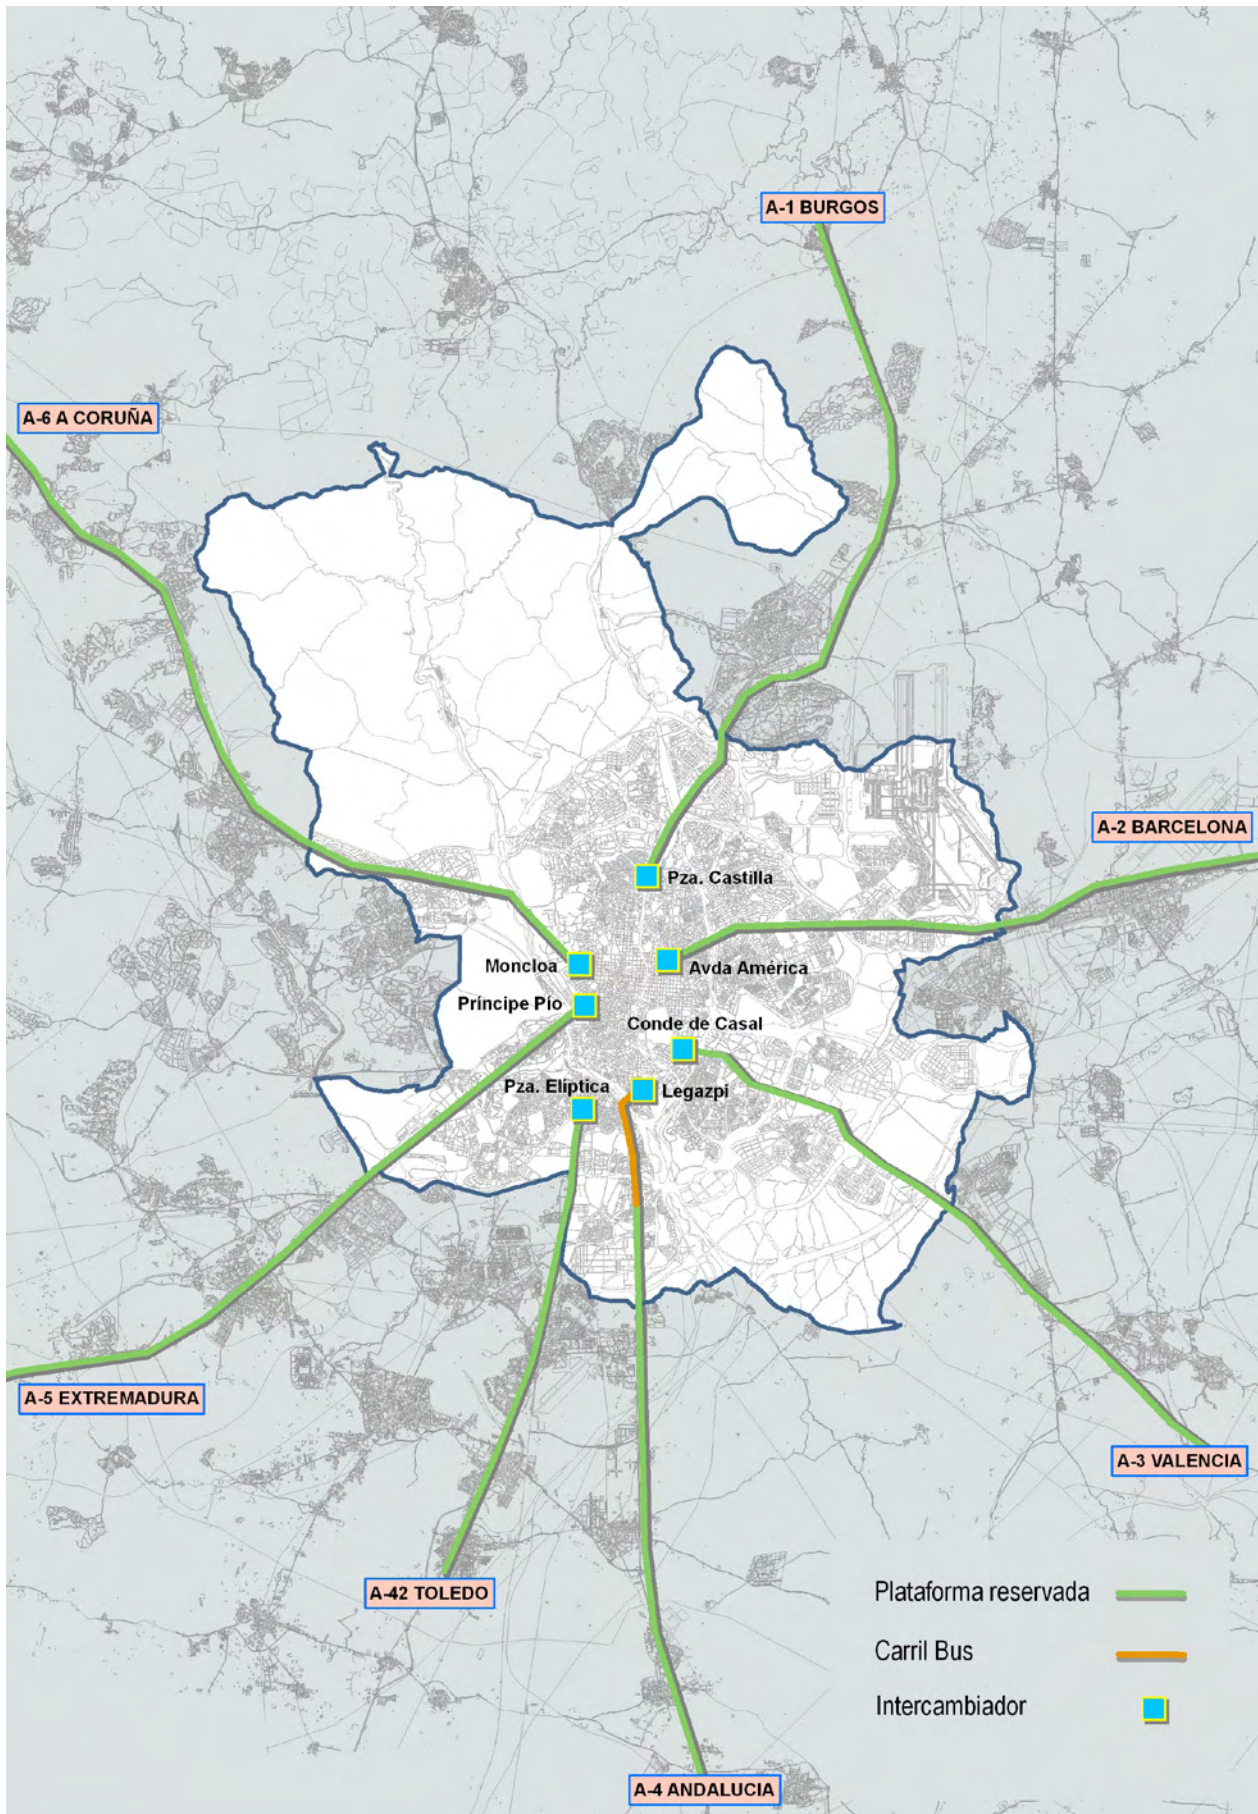 A-1 BURGOS
A-6 A CORUÑA
A-2 BARCELONA
Pza. Castilla
Moncloa
Avda América
Príncipe Pío
Conde de Casal
Pza. Elíptica
Legazpi
A-5 EXTREMADURA
A-3 VALENCIA
A-42 TOLEDO
Plataforma reservada
Carril Bus
Intercambiador
A-4 ANDALUCIA